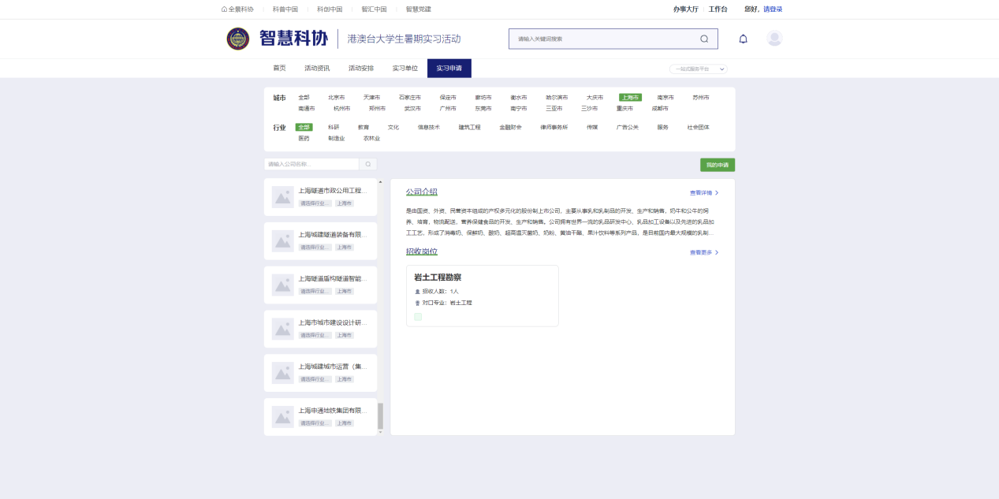 全景科协 科普中国 科创中国 智汇中国 智慧党建 办事大厅 工作台 您好，请登录
智慧科协 港澳台大学生暑期实习活动 请输入关键词搜索
首页 活动资讯 活动安排 实习单位 实习申请 一站式服务平台
城市 全部 北京市 天津市 石家庄市 保定市 廊坊市 衡水市 哈尔滨市 大庆市 上海市 南京市 苏州市
南通市 杭州市 郑州市 武汉市 广州市 东莞市 南宁市 三亚市 三沙市 重庆市 成都市
行业 全部 科研 教育 文化 信息技术 建筑工程 金融财会 律师事务所 传媒 广告公关 服务 社会团体
医药 制造业 农林业
请输入公司名称... 我的申请
上海隧道市政公用工程...
请选择行业... 上海市
上海城建隧道装备有限...
请选择行业... 上海市
上海隧道盾构隧道智能...
请选择行业... 上海市
上海市城市建设设计研...
请选择行业... 上海市
上海城建城市运营（集...
请选择行业... 上海市
上海申通地铁集团有限...
请选择行业... 上海市
公司介绍 查看详情
是由国资、外资、民营资本组成的产权多元化的股份制上市公司，主要从事乳和乳制品的开发、生产和销售，奶牛和公牛的饲
养、培育，物流配送，营养保健食品的开发、生产和销售。公司拥有世界一流的乳品研发中心、乳品加工设备以及先进的乳品加
工工艺，形成了消毒奶、保鲜奶、酸奶、超高温灭菌奶、奶粉、黄油干酪、果汁饮料等系列产品，是目前国内最大规模的乳制...
招收岗位 查看更多
岩土工程勘察
招收人数：1人
对口专业：岩土工程